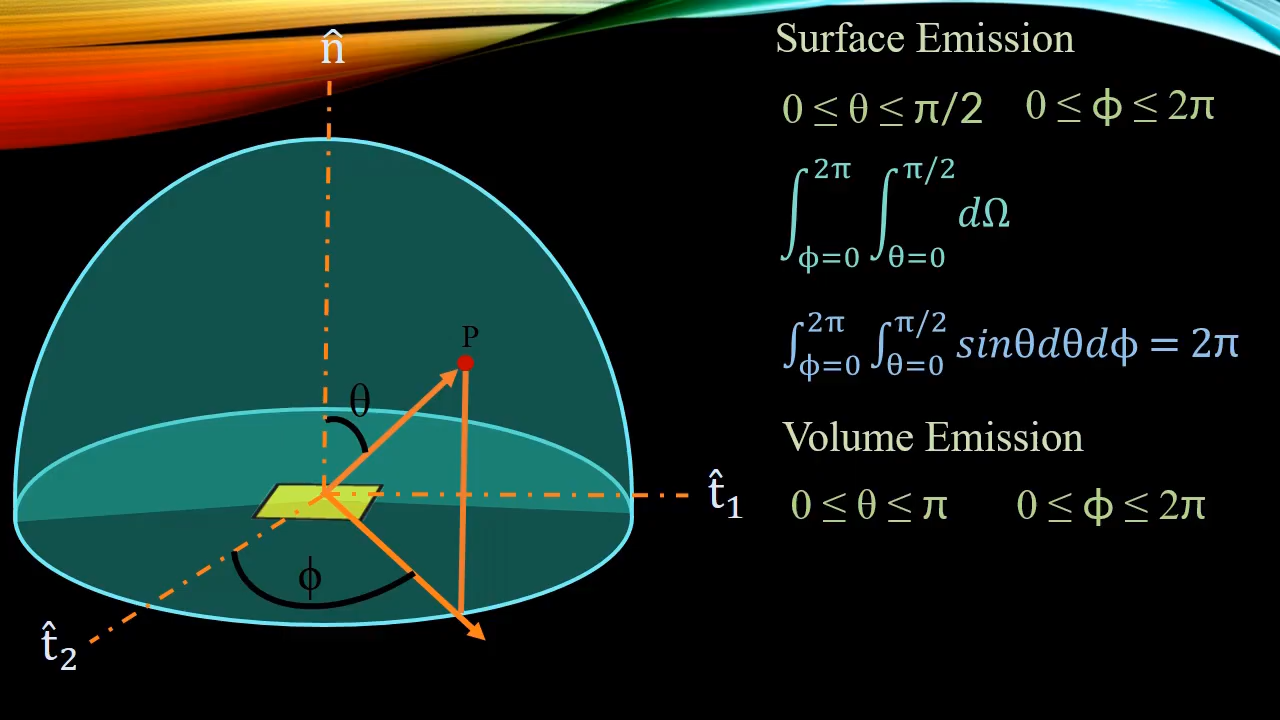 n̂
P
θ
ϕ
t̂₁
t̂₂
Surface Emission
0 ≤ θ ≤ π/2 0 ≤ ϕ ≤ 2π
∫_{ϕ=0}^{2π} ∫_{θ=0}^{π/2} dΩ
∫_{ϕ=0}^{2π} ∫_{θ=0}^{π/2} sinθdθdϕ = 2π
Volume Emission
0 ≤ θ ≤ π 0 ≤ ϕ ≤ 2π